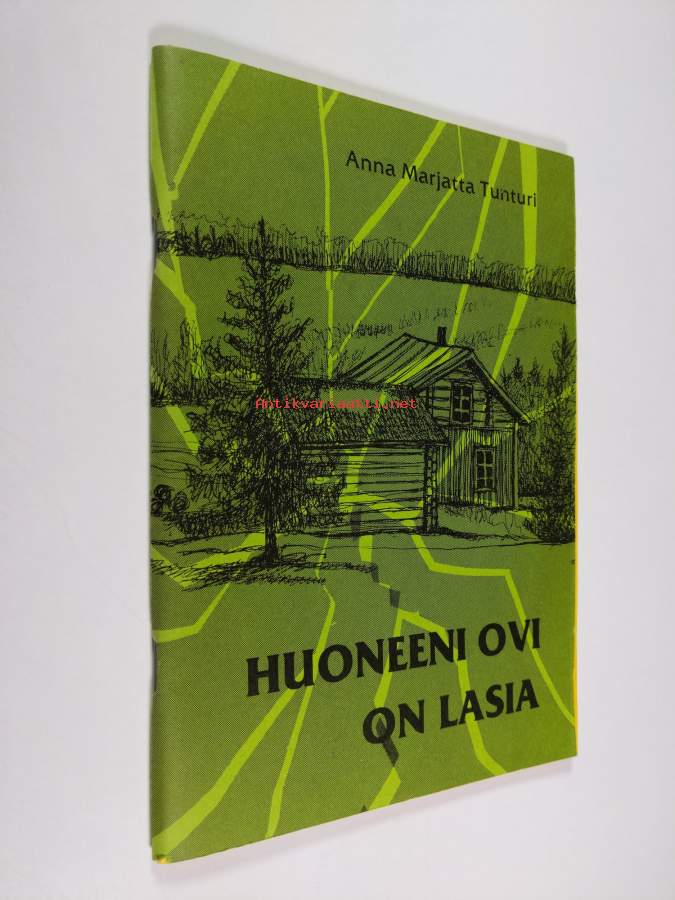 Anna Marjatta Tunturi
Antikvariaatti.net
HUONEENI OVI
ON LASIA